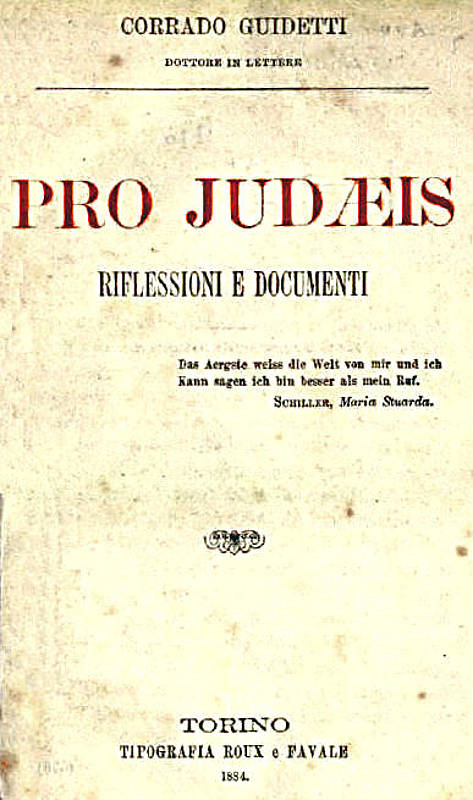 CORRADO GUIDETTI
DOTTORE IN LETTERE
PRO JUDÆIS
RIFLESSIONI E DOCUMENTI
Das Aergste weiss die Welt von mir und ich
Kann sagen ich bin besser als mein Ruf.
SCHILLER, Maria Stuarda.
TORINO
TIPOGRAFIA ROUX e FAVALE
1884.